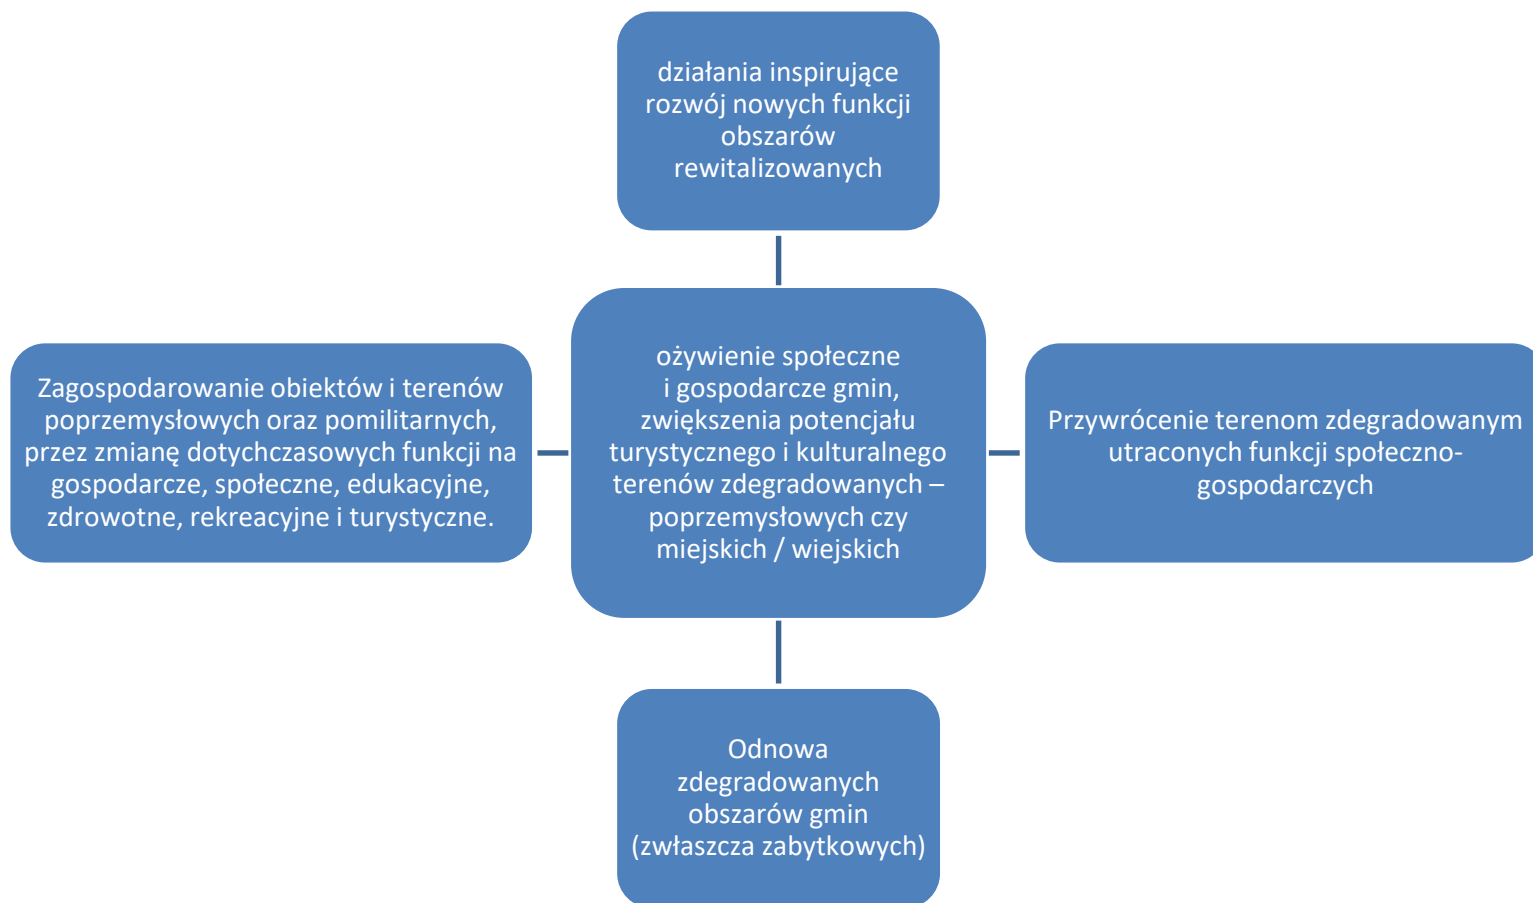 działania inspirujące
rozwój nowych funkcji
obszarów
rewitalizowanych
Zagospodarowanie obiektów i terenów
poprzemysłowych oraz pomilitarnych,
przez zmianę dotychczasowych funkcji na
gospodarcze, społeczne, edukacyjne,
zdrowotne, rekreacyjne i turystyczne.
ożywienie społeczne
i gospodarcze gmin,
zwiększenia potencjału
turystycznego i kulturalnego
terenów zdegradowanych –
poprzemysłowych czy
miejskich / wiejskich
Przywrócenie terenom zdegradowanym
utraconych funkcji społeczno-
gospodarczych
Odnowa
zdegradowanych
obszarów gmin
(zwłaszcza zabytkowych)